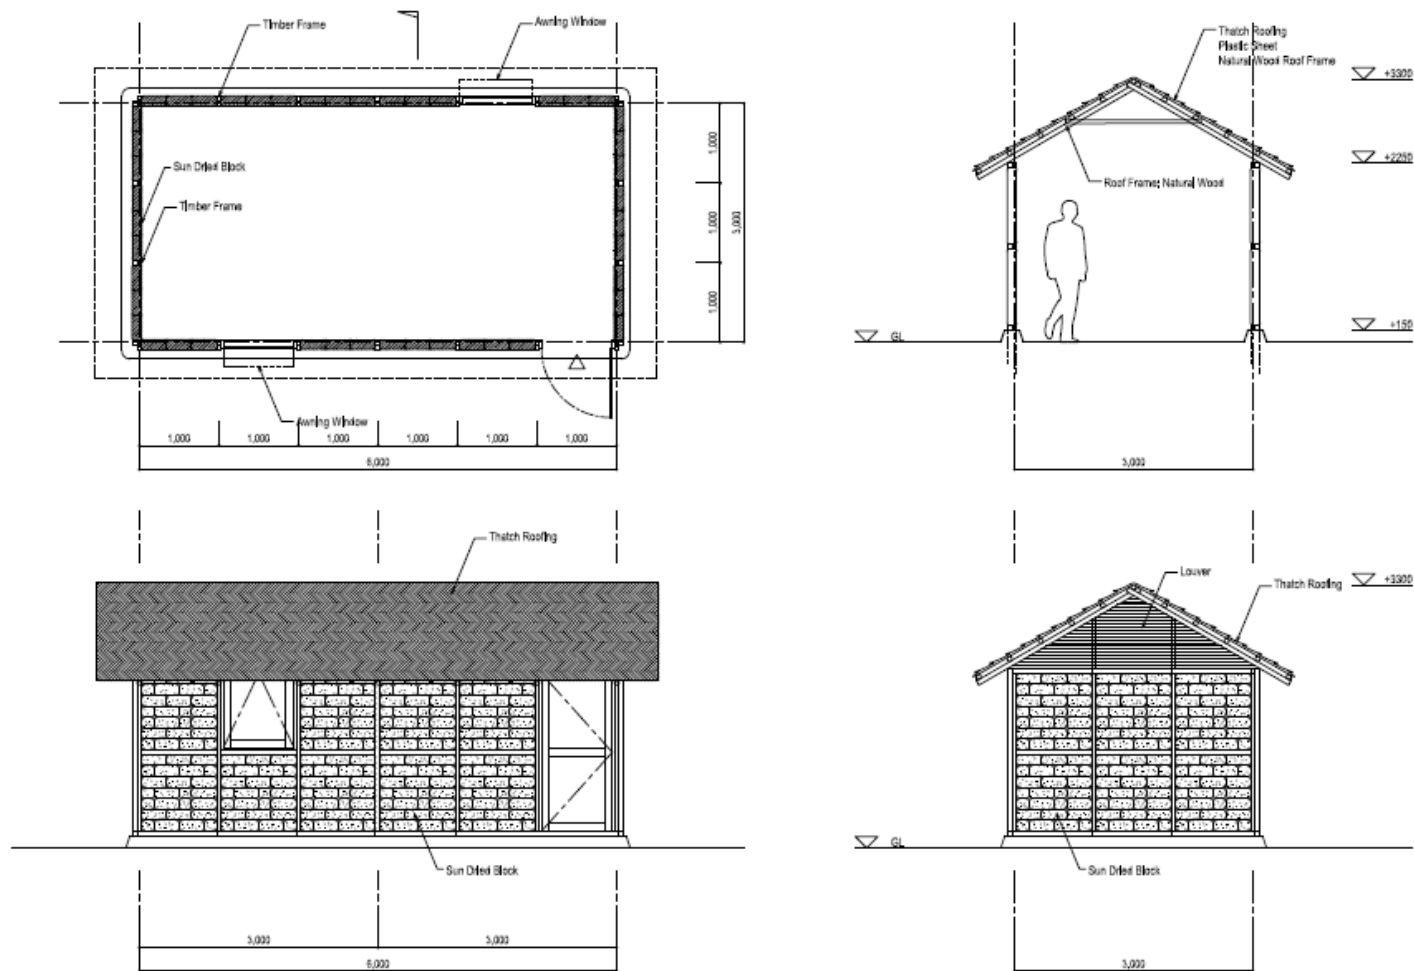 Timber Frame
Awning Window
Sun Dried Block
Timber Frame
1,000
1,000
1,000
3,000
Awning Window
1,000
1,000
1,000
1,000
1,000
1,000
6,000
Thatch Roofing
Plastic Sheet
Natural Wood Roof Frame
+3300
+2250
Roof Frame; Natural Wood
+150
GL
3,000
Thatch Roofing
Sun Dried Block
3,000
3,000
6,000
Louver
Thatch Roofing
+3300
GL
Sun Dried Block
3,000